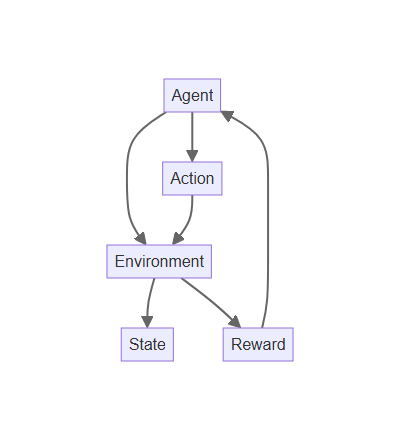 Agent
Action
Environment
State
Reward